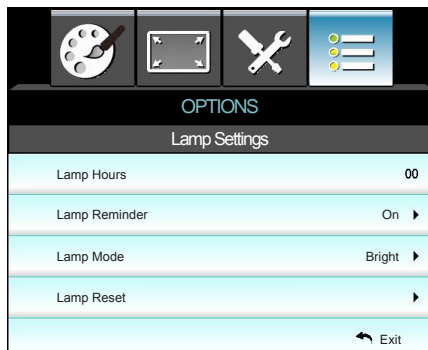 OPTIONS
Lamp Settings
Lamp Hours 00
Lamp Reminder On
Lamp Mode Bright
Lamp Reset
Exit